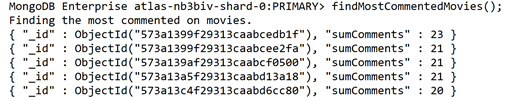 MongoDB Enterprise atlas-nb3biv-shard-0:PRIMARY> findMostCommentedMovies();
Finding the most commented on movies.
{ "_id" : ObjectId("573a1399f29313caabcedb1f"), "sumComments" : 23 }
{ "_id" : ObjectId("573a1399f29313caabcee2fa"), "sumComments" : 21 }
{ "_id" : ObjectId("573a139af29313caabcf0500"), "sumComments" : 21 }
{ "_id" : ObjectId("573a13a5f29313caabd13a18"), "sumComments" : 21 }
{ "_id" : ObjectId("573a13c4f29313caabd6cc80"), "sumComments" : 20 }